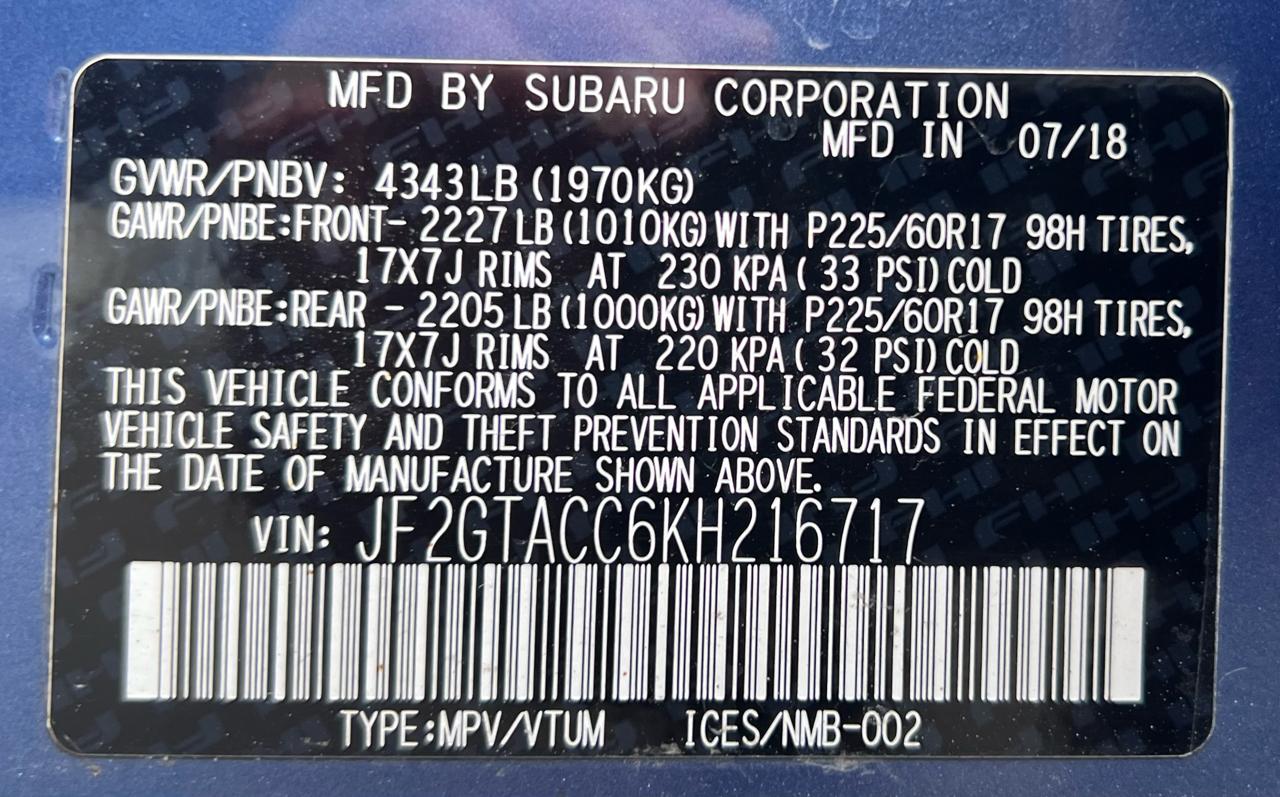 MFD BY SUBARU CORPORATION
MFD IN 07/18
GVWR/PNBV: 4343LB (1970KG)
GAWR/PNBE:FRONT- 2227 LB (1010KG) WITH P225/60R17 98H TIRES,
17X7J RIMS AT 230 KPA ( 33 PSI) COLD
GAWR/PNBE:REAR - 2205 LB (1000KG) WITH P225/60R17 98H TIRES,
17X7J RIMS AT 220 KPA ( 32 PSI) COLD
THIS VEHICLE CONFORMS TO ALL APPLICABLE FEDERAL MOTOR
VEHICLE SAFETY AND THEFT PREVENTION STANDARDS IN EFFECT ON
THE DATE OF MANUFACTURE SHOWN ABOVE.
VIN: JF2GTACC6KH216717
TYPE:MPV/VTUM ICES/NMB-002